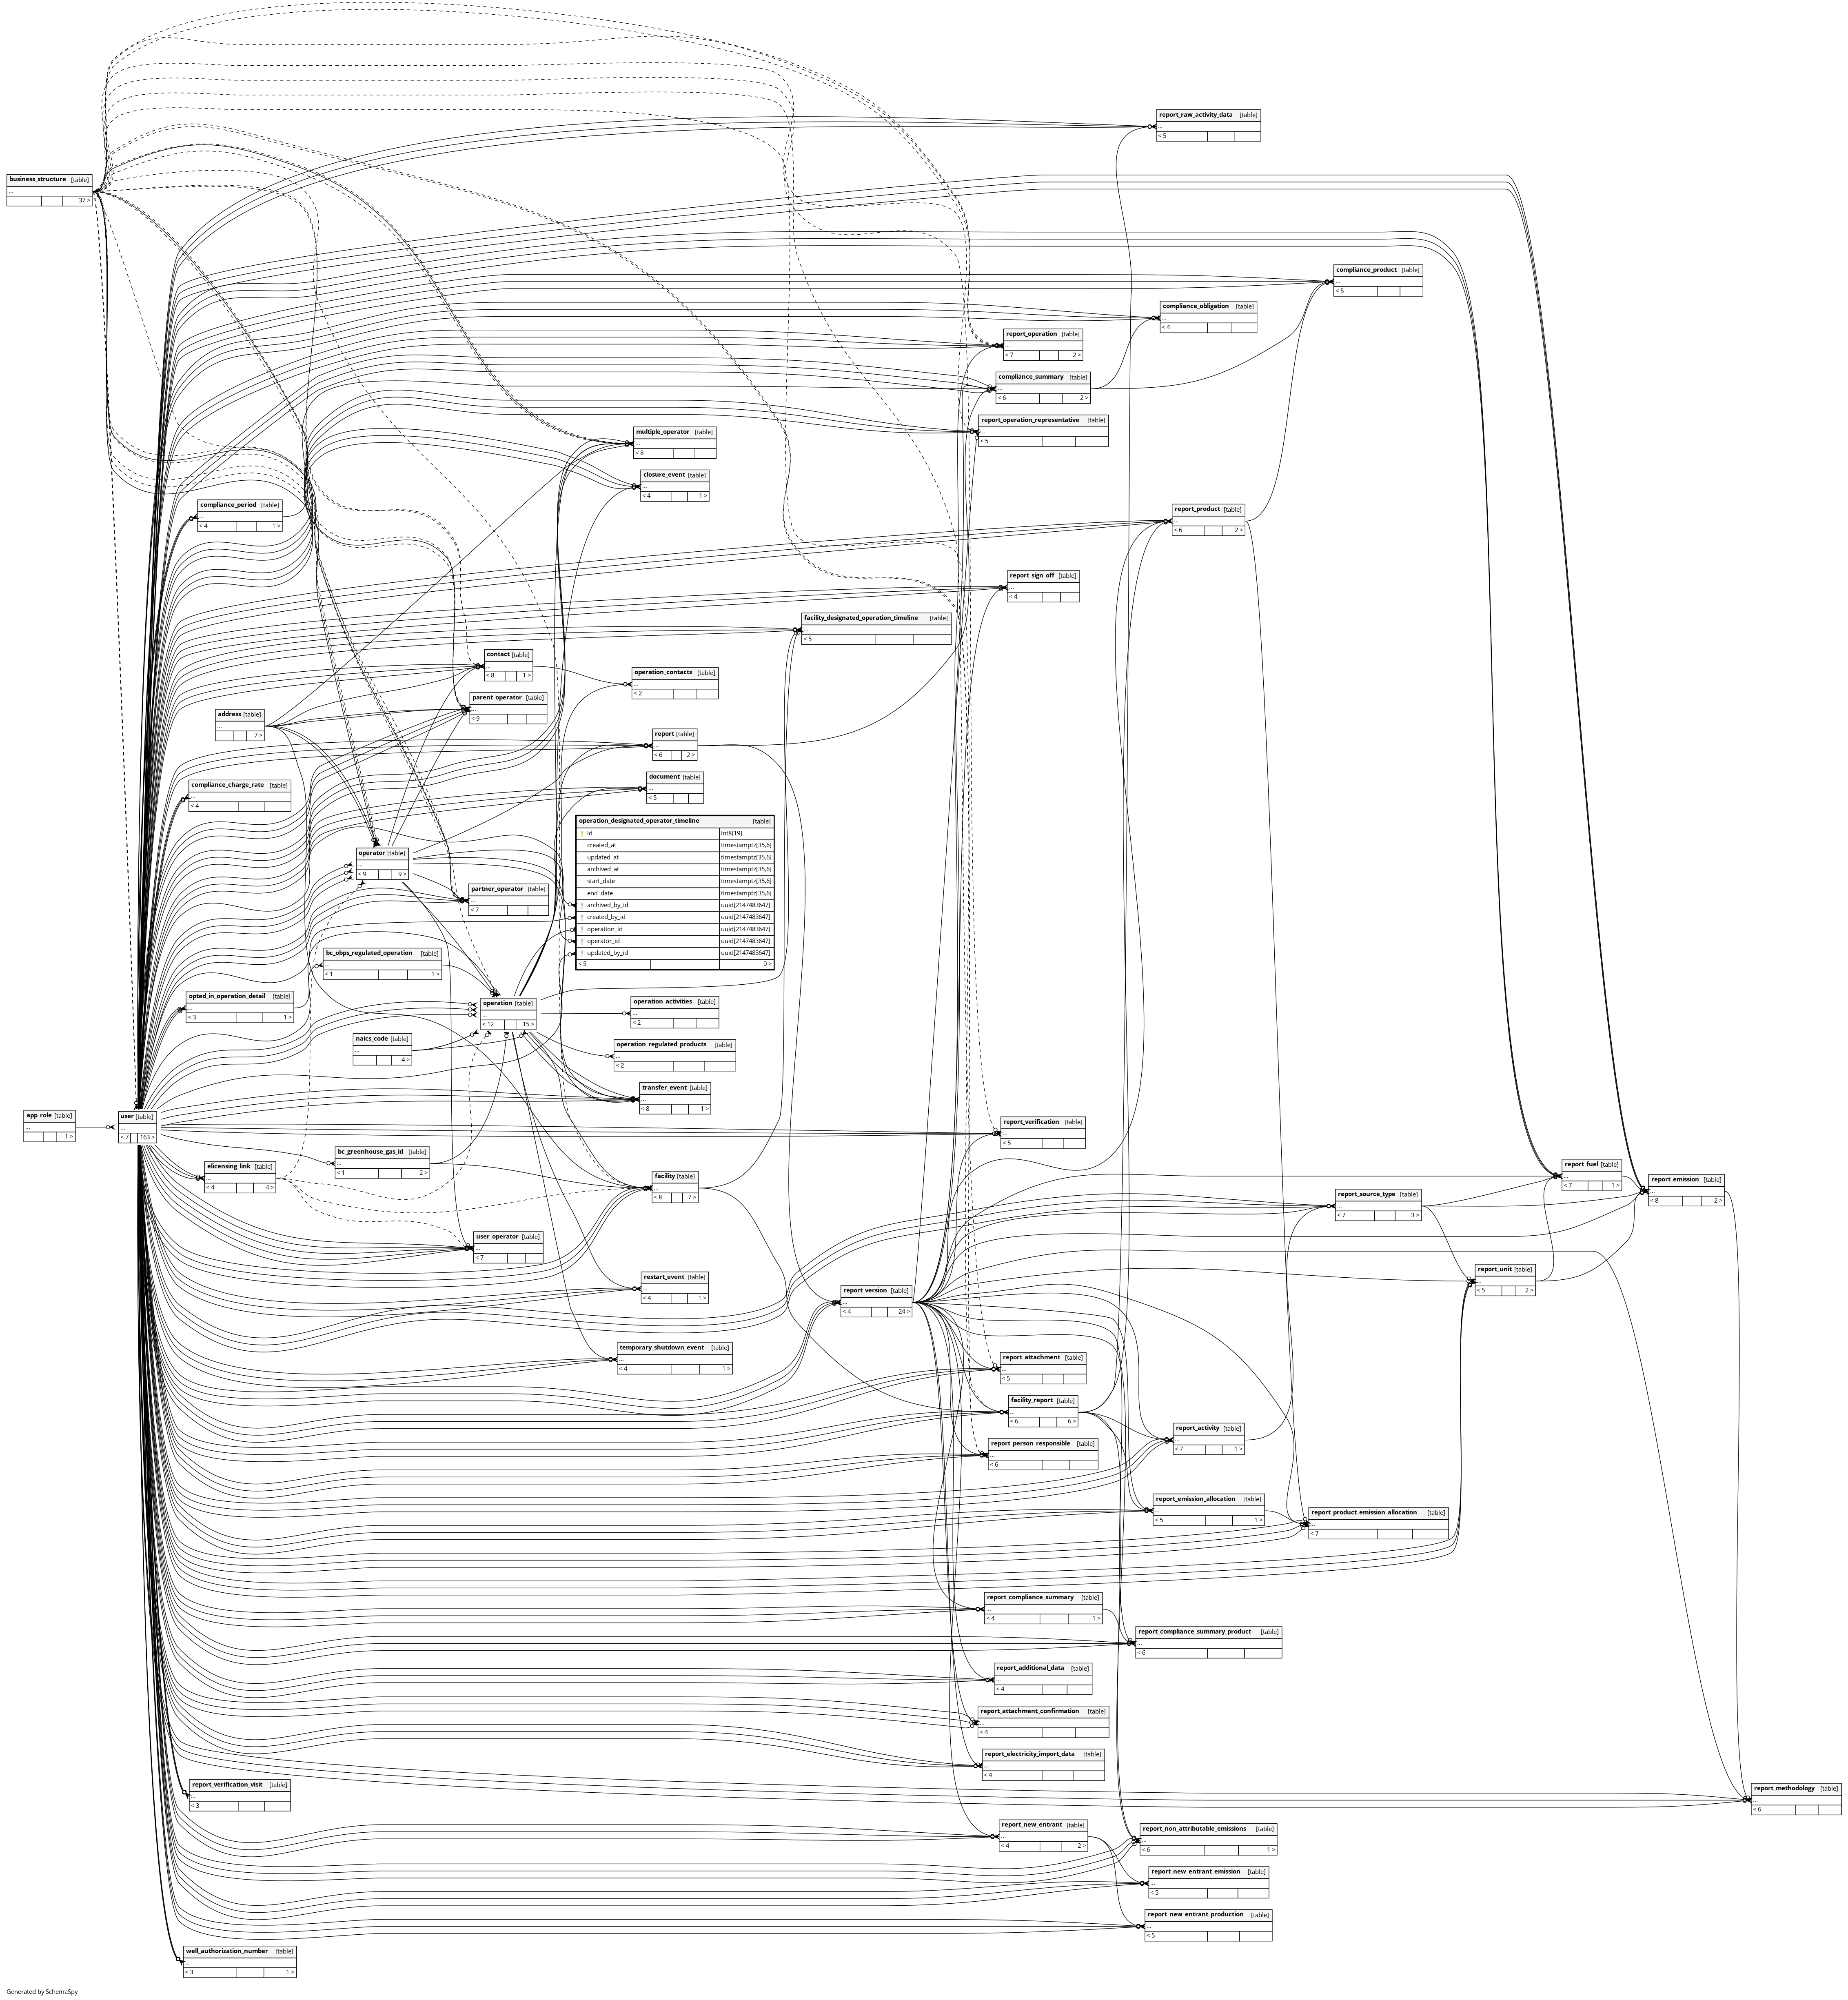 report_raw_activity_data [table]
...
< 5
business_structure [table]
...
37 >
compliance_product [table]
...
< 5
compliance_obligation [table]
...
< 4
report_operation [table]
...
< 7 2 >
compliance_summary [table]
...
< 6 2 >
report_operation_representative [table]
...
< 5
multiple_operator [table]
...
< 8
closure_event [table]
...
< 4 1 >
compliance_period [table]
...
< 4 1 >
report_product [table]
...
< 6 2 >
report_sign_off [table]
...
< 4
facility_designated_operation_timeline [table]
...
< 5
contact [table]
...
< 8 1 >
operation_contacts [table]
...
< 2
parent_operator [table]
...
< 9
address [table]
...
7 >
report [table]
...
< 6 2 >
document [table]
...
< 5
compliance_charge_rate [table]
...
< 4
operation_designated_operator_timeline [table]
id int8[19]
created_at timestamptz[35,6]
updated_at timestamptz[35,6]
archived_at timestamptz[35,6]
start_date timestamptz[35,6]
end_date timestamptz[35,6]
archived_by_id uuid[2147483647]
created_by_id uuid[2147483647]
operation_id uuid[2147483647]
operator_id uuid[2147483647]
updated_by_id uuid[2147483647]
< 5 0 >
operator [table]
...
< 9 9 >
partner_operator [table]
...
< 7
bc_obps_regulated_operation [table]
...
< 1 1 >
opted_in_operation_detail [table]
...
< 3 1 >
operation [table]
...
< 12 15 >
operation_activities [table]
...
< 2
naics_code [table]
...
4 >
operation_regulated_products [table]
...
< 2
transfer_event [table]
...
< 8 1 >
app_role [table]
...
1 >
user [table]
...
< 7 163 >
report_verification [table]
...
< 5
bc_greenhouse_gas_id [table]
...
< 1 2 >
elicensing_link [table]
...
< 4 4 >
facility [table]
...
< 8 7 >
report_fuel [table]
...
< 7 1 >
report_emission [table]
...
< 8 2 >
report_source_type [table]
...
< 7 3 >
user_operator [table]
...
< 7
restart_event [table]
...
< 4 1 >
report_unit [table]
...
< 5 2 >
report_version [table]
...
< 4 24 >
temporary_shutdown_event [table]
...
< 4 1 >
report_attachment [table]
...
< 5
facility_report [table]
...
< 6 6 >
report_activity [table]
...
< 7 1 >
report_person_responsible [table]
...
< 6
report_emission_allocation [table]
...
< 5 1 >
report_product_emission_allocation [table]
...
< 7
report_compliance_summary [table]
...
< 4 1 >
report_compliance_summary_product [table]
...
< 6
report_additional_data [table]
...
< 4
report_attachment_confirmation [table]
...
< 4
report_electricity_import_data [table]
...
< 4
report_verification_visit [table]
...
< 3
report_methodology [table]
...
< 6
report_new_entrant [table]
...
< 4 2 >
report_non_attributable_emissions [table]
...
< 6 1 >
report_new_entrant_emission [table]
...
< 5
report_new_entrant_production [table]
...
< 5
well_authorization_number [table]
...
< 3 1 >
Generated by SchemaSpy